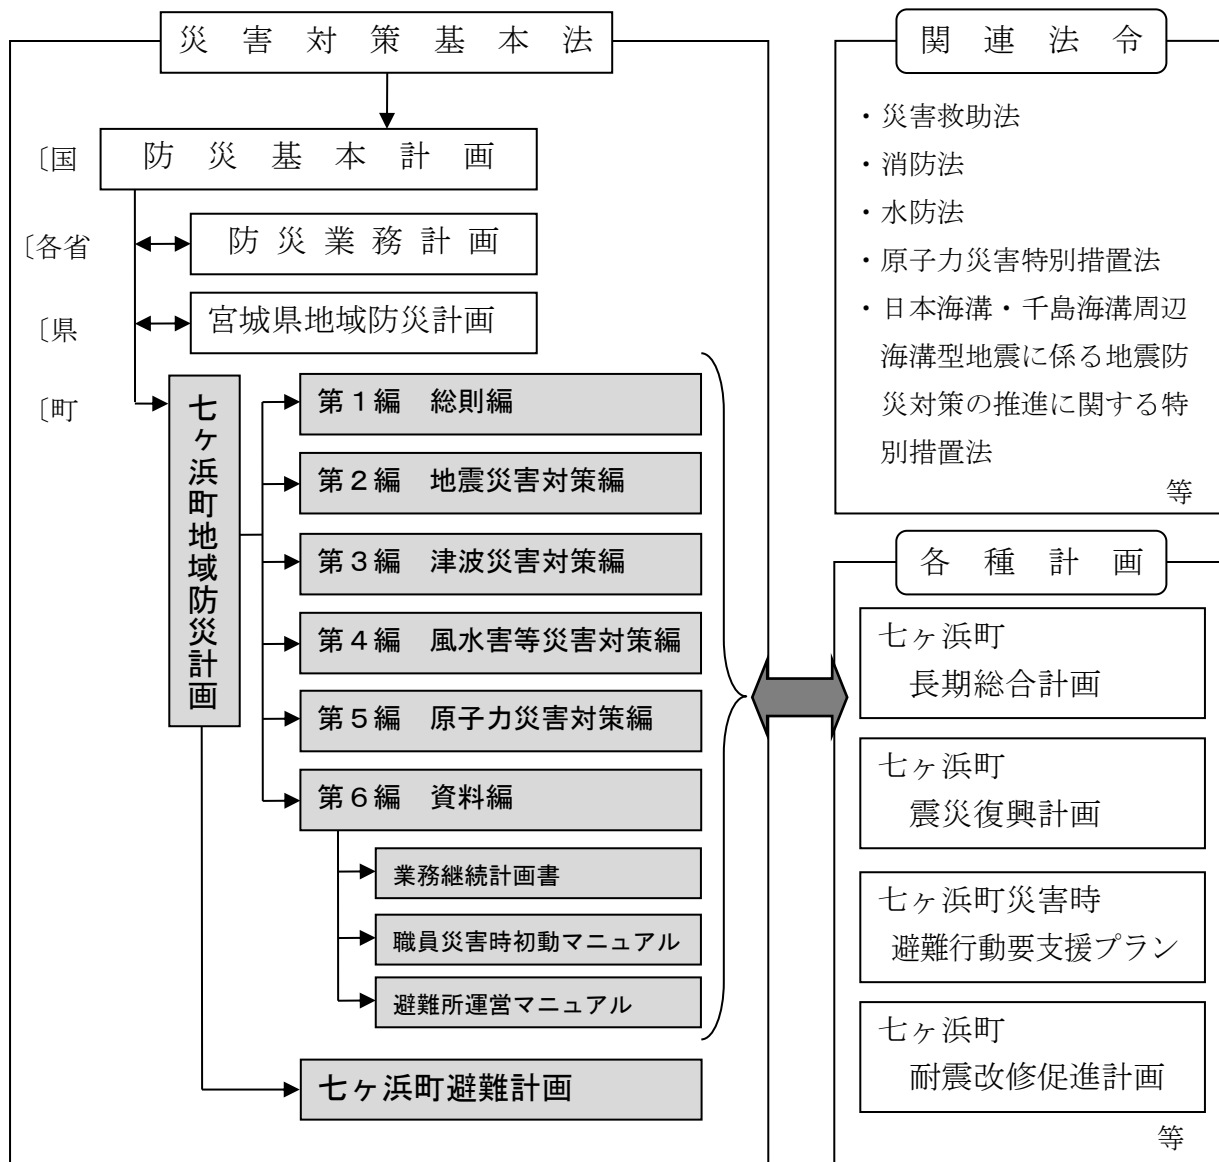 災害対策基本法
〔国
防災基本計画
〔各省
防災業務計画
〔県
宮城県地域防災計画
〔町
七ヶ浜町地域防災計画
第１編　総則編
第２編　地震災害対策編
第３編　津波災害対策編
第４編　風水害等災害対策編
第５編　原子力災害対策編
第６編　資料編
業務継続計画書
職員災害時初動マニュアル
避難所運営マニュアル
七ヶ浜町避難計画
関連法令
・災害救助法
・消防法
・水防法
・原子力災害特別措置法
・日本海溝・千島海溝周辺
海溝型地震に係る地震防
災対策の推進に関する特
別措置法
等
各種計画
七ヶ浜町
長期総合計画
七ヶ浜町
震災復興計画
七ヶ浜町災害時
避難行動要支援プラン
七ヶ浜町
耐震改修促進計画
等